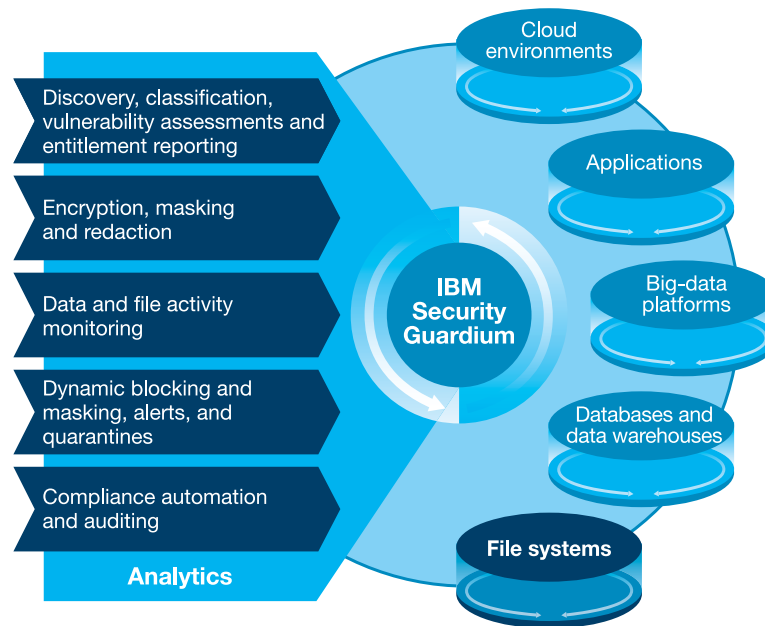 Discovery, classification,
vulnerability assessments and
entitlement reporting
Encryption, masking
and redaction
Data and file activity
monitoring
Dynamic blocking and
masking, alerts, and
quarantines
Compliance automation
and auditing
Analytics
IBM
Security
Guardium
Cloud
environments
Applications
Big-data
platforms
Databases and
data warehouses
File systems